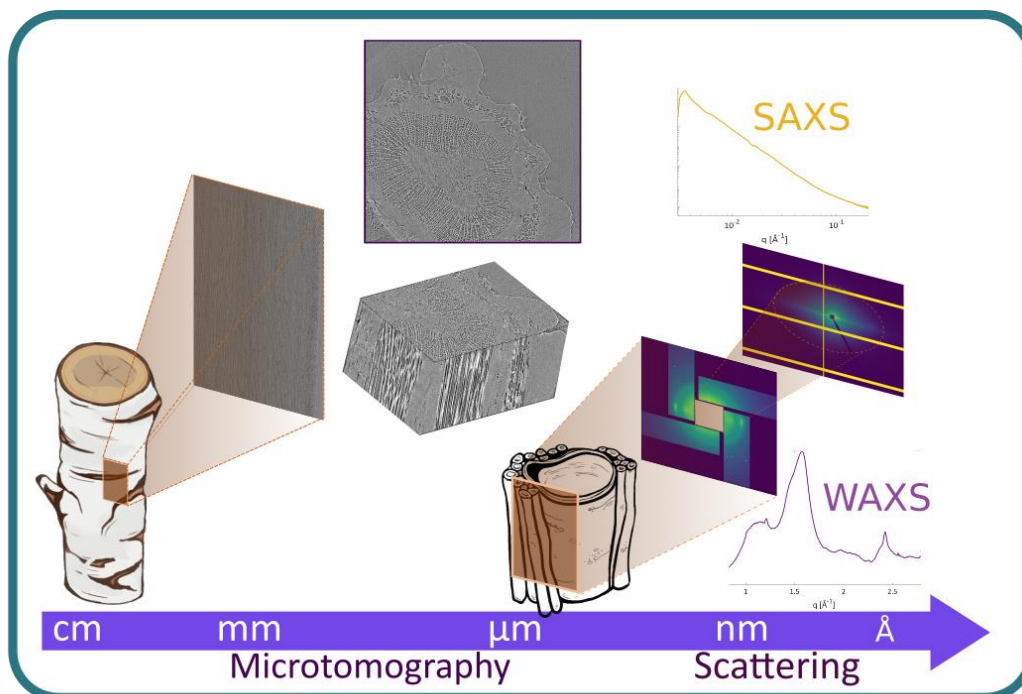 SAXS
10⁻² 10⁻¹
q [Å⁻¹]
WAXS
1 1.5 2 2.5
q [Å⁻¹]
cm mm µm nm Å
Microtomography Scattering